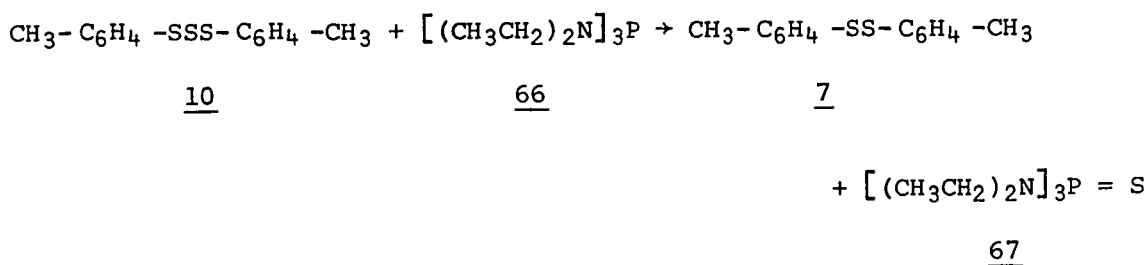 CH₃- C₆H₄ -SSS-C₆H₄ -CH₃ + [(CH₃CH₂)₂N]₃P → CH₃-C₆H₄ -SS-C₆H₄ -CH₃
10 66 7
+ [(CH₃CH₂)₂N]₃P = S
67